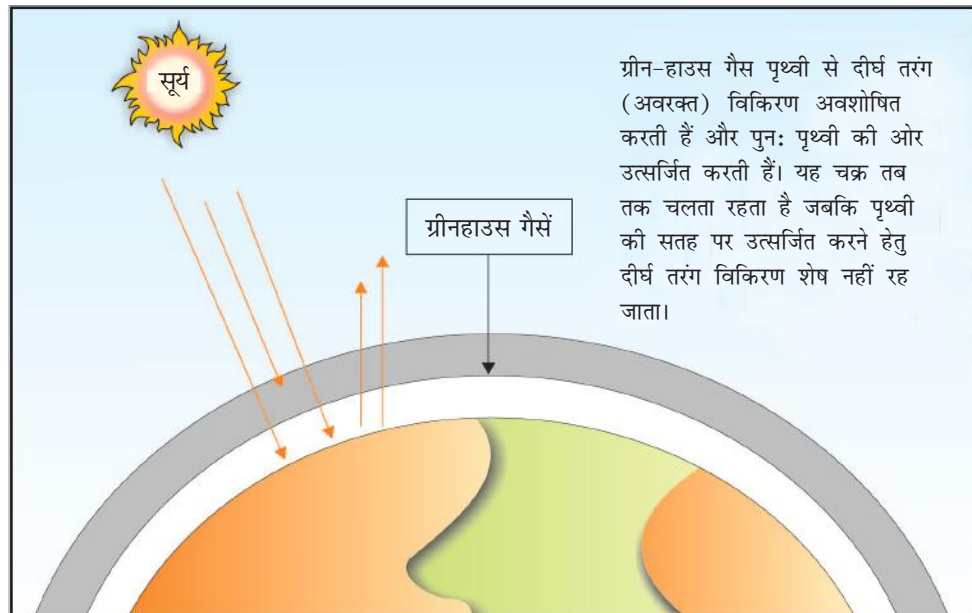 सूर्य
ग्रीन-हाउस गैस पृथ्वी से दीर्घ तरंग
(अवरक्त) विकिरण अवशोषित
करती हैं और पुन: पृथ्वी की ओर
उत्सर्जित करती हैं। यह चक्र तब
तक चलता रहता है जबकि पृथ्वी
की सतह पर उत्सर्जित करने हेतु
दीर्घ तरंग विकिरण शेष नहीं रह
जाता।
ग्रीनहाउस गैसें